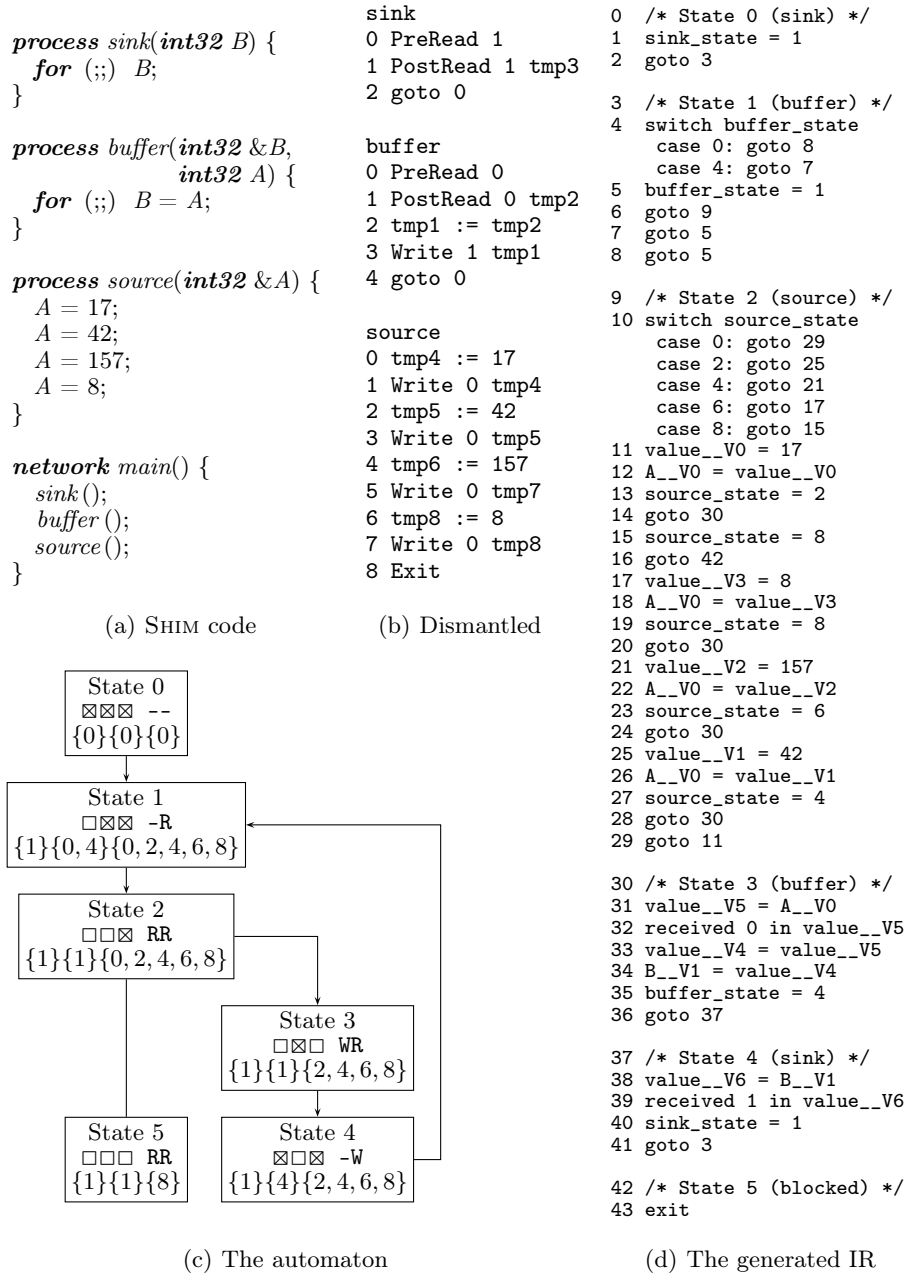 process sink(int32 B) {
for (;;) B;
}
process buffer(int32 &B,
int32 A) {
for (;;) B = A;
}
process source(int32 &A) {
A = 17;
A = 42;
A = 157;
A = 8;
}
network main() {
sink();
buffer();
source();
}
(a) SHIM code
sink
0 PreRead 1
1 PostRead 1 tmp3
2 goto 0
buffer
0 PreRead 0
1 PostRead 0 tmp2
2 tmp1 := tmp2
3 Write 1 tmp1
4 goto 0
source
0 tmp4 := 17
1 Write 0 tmp4
2 tmp5 := 42
3 Write 0 tmp5
4 tmp6 := 157
5 Write 0 tmp7
6 tmp8 := 8
7 Write 0 tmp8
8 Exit
(b) Dismantled
State 0
☒☒☒ --
{0}{0}{0}
State 1
□☒☒ -R
{1}{0, 4}{0, 2, 4, 6, 8}
State 2
□□☒ RR
{1}{1}{0, 2, 4, 6, 8}
State 3
□☒□ WR
{1}{1}{2, 4, 6, 8}
State 5
□□□ RR
{1}{1}{8}
State 4
☒□☒ -W
{1}{4}{2, 4, 6, 8}
(c) The automaton
0 /* State 0 (sink) */
1 sink_state = 1
2 goto 3
3 /* State 1 (buffer) */
4 switch buffer_state
case 0: goto 8
case 4: goto 7
5 buffer_state = 1
6 goto 9
7 goto 5
8 goto 5
9 /* State 2 (source) */
10 switch source_state
case 0: goto 29
case 2: goto 25
case 4: goto 21
case 6: goto 17
case 8: goto 15
11 value__V0 = 17
12 A__V0 = value__V0
13 source_state = 2
14 goto 30
15 source_state = 8
16 goto 42
17 value__V3 = 8
18 A__V0 = value__V3
19 source_state = 8
20 goto 30
21 value__V2 = 157
22 A__V0 = value__V2
23 source_state = 6
24 goto 30
25 value__V1 = 42
26 A__V0 = value__V1
27 source_state = 4
28 goto 30
29 goto 11
30 /* State 3 (buffer) */
31 value__V5 = A__V0
32 received 0 in value__V5
33 value__V4 = value__V5
34 B__V1 = value__V4
35 buffer_state = 4
36 goto 37
37 /* State 4 (sink) */
38 value__V6 = B__V1
39 received 1 in value__V6
40 sink_state = 1
41 goto 3
42 /* State 5 (blocked) */
43 exit
(d) The generated IR